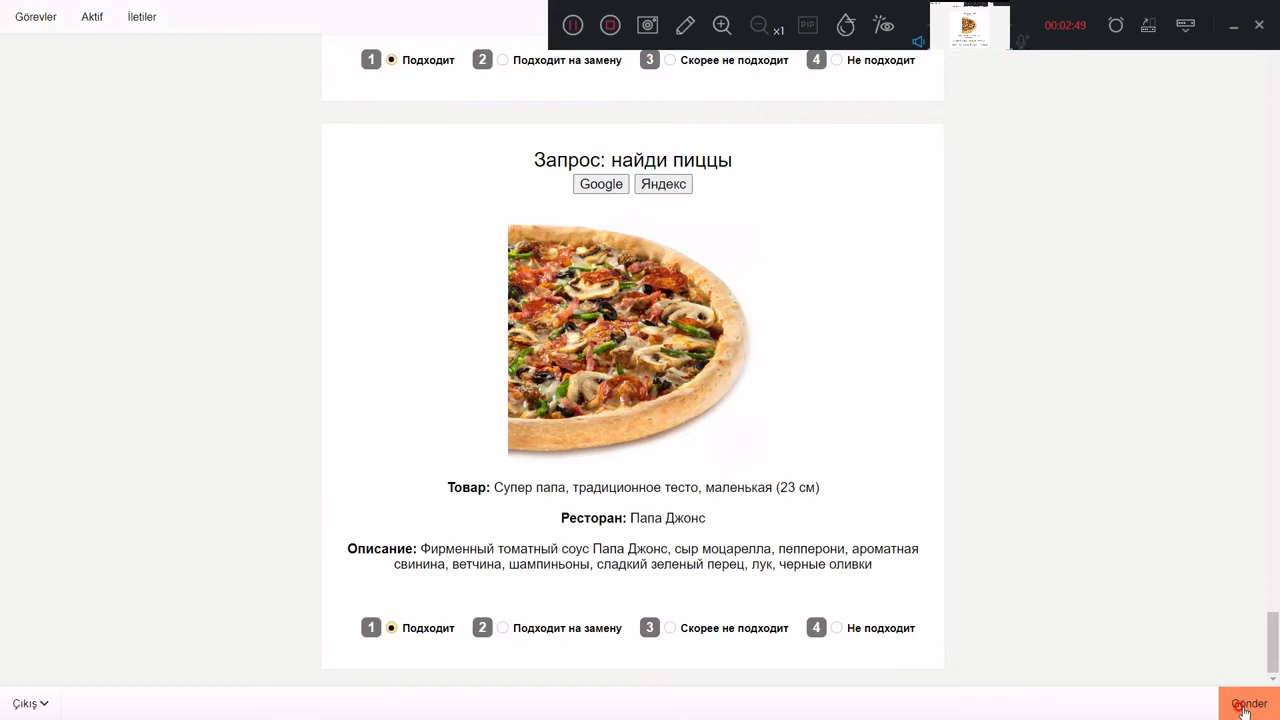 Görevler Aktif İletiler
PIP
x1
00:02:49
1 Подходит 2 Подходит на замену 3 Скорее не подходит 4 Не подходит
Запрос: найди пиццы
Google Яндекс
Товар: Супер папа, традиционное тесто, маленькая (23 см)
Ресторан: Папа Джонс
Описание: Фирменный томатный соус Папа Джонс, сыр моцарелла, пепперони, ароматная
свинина, ветчина, шампиньоны, сладкий зеленый перец, лук, черные оливки
1 Подходит 2 Подходит на замену 3 Скорее не подходит 4 Не подходит
Çıkış Gönder